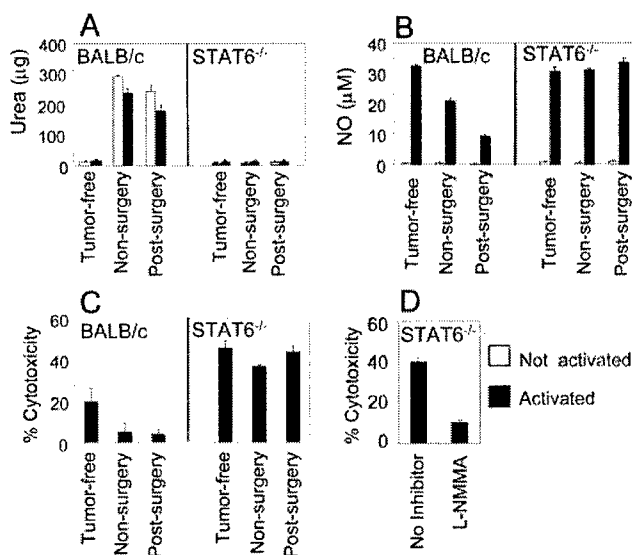 A
BALB/c
STAT6-/-
Urea (µg)
400
300
200
100
0
Tumor-free
Non-surgery
Post-surgery
Tumor-free
Non-surgery
Post-surgery
B
BALB/c
STAT6-/-
NO (µM)
40
30
20
10
0
Tumor-free
Non-surgery
Post-surgery
Tumor-free
Non-surgery
Post-surgery
C
BALB/c
STAT6-/-
% Cytotoxicity
60
40
20
0
Tumor-free
Non-surgery
Post-surgery
Tumor-free
Non-surgery
Post-surgery
D
STAT6-/-
% Cytotoxicity
60
40
20
0
No Inhibitor
L-NMMA
Not activated
Activated